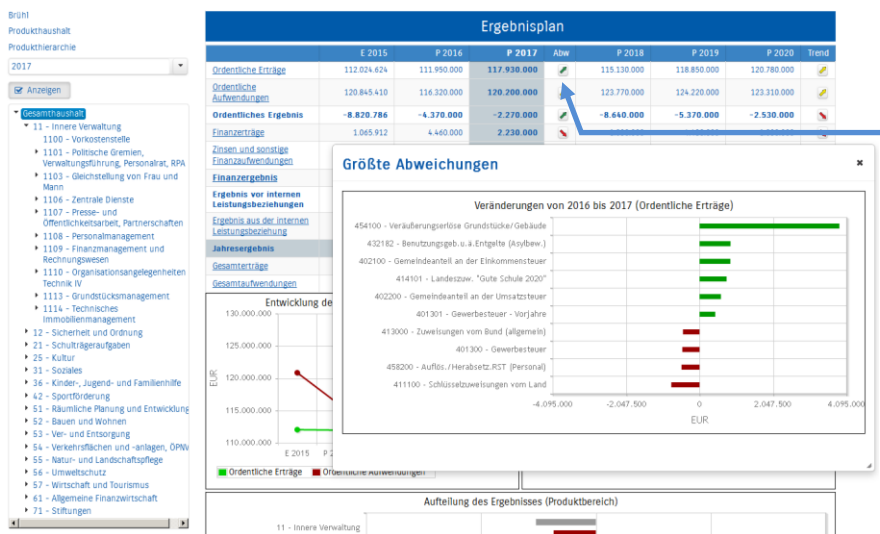 Brühl
Produkthaushalt
Produkthierarchie
2017
Anzeigen
Gesamthaushalt
11 - Innere Verwaltung
1100 - Vorkostenstelle
1101 - Politische Gremien,
Verwaltungsführung, Personalrat, RPA
1103 - Gleichstellung von Frau und
Mann
1106 - Zentrale Dienste
1107 - Presse- und
Öffentlichkeitsarbeit, Partnerschaften
1108 - Personalmanagement
1109 - Finanzmanagement und
Rechnungswesen
1110 - Organisationsangelegenheiten
Technik IV
1113 - Grundstücksmanagement
1114 - Technisches
Immobilienmanagement
12 - Sicherheit und Ordnung
21 - Schulträgeraufgaben
25 - Kultur
31 - Soziales
36 - Kinder-, Jugend- und Familienhilfe
42 - Sportförderung
51 - Räumliche Planung und Entwicklung
52 - Bauen und Wohnen
53 - Ver- und Entsorgung
54 - Verkehrsflächen und -anlagen, ÖPNV
55 - Natur- und Landschaftspflege
56 - Umweltschutz
57 - Wirtschaft und Tourismus
61 - Allgemeine Finanzwirtschaft
71 - Stiftungen
Ergebnisplan
E 2015 P 2016 P 2017 Abw P 2018 P 2019 P 2020 Trend
Ordentliche Erträge 112.024.624 111.950.000 117.930.000 115.130.000 118.850.000 120.780.000
Ordentliche
Aufwendungen 120.845.410 116.320.000 120.200.000 123.770.000 124.220.000 123.310.000
Ordentliches Ergebnis -8.820.786 -4.370.000 -2.270.000 -8.640.000 -5.370.000 -2.530.000
Finanzerträge 1.065.912 4.460.000 2.230.000
Zinsen und sonstige
Finanzaufwendungen
Finanzergebnis
Ergebnis vor internen
Leistungsbeziehungen
Ergebnis aus der internen
Leistungsbeziehung
Jahresergebnis
Gesamterträge
Gesamtaufwendungen
Größte Abweichungen
Veränderungen von 2016 bis 2017 (Ordentliche Erträge)
454100 - Veräußerungserlöse Grundstücke/Gebäude
432182 - Benutzungsgeb.u.ä.Entgelte (Asylbew.)
402100 - Gemeindeanteil an der Einkommensteuer
414101 - Landeszuw. "Gute Schule 2020"
402200 - Gemeindeanteil an der Umsatzsteuer
401301 - Gewerbesteuer - Vorjahre
413000 - Zuweisungen vom Bund (allgemein)
401300 - Gewerbesteuer
458200 - Auflös./Herabsetz.RST (Personal)
411100 - Schlüsselzuweisungen vom Land
-4.095.000 -2.047.500 0 2.047.500 4.095.000
EUR
Entwicklung de
130.000.000
125.000.000
120.000.000
115.000.000
110.000.000
EUR
E 2015
Ordentliche Erträge Ordentliche Aufwendungen
Aufteilung des Ergebnisses (Produktbereich)
11 - Innere Verwaltung